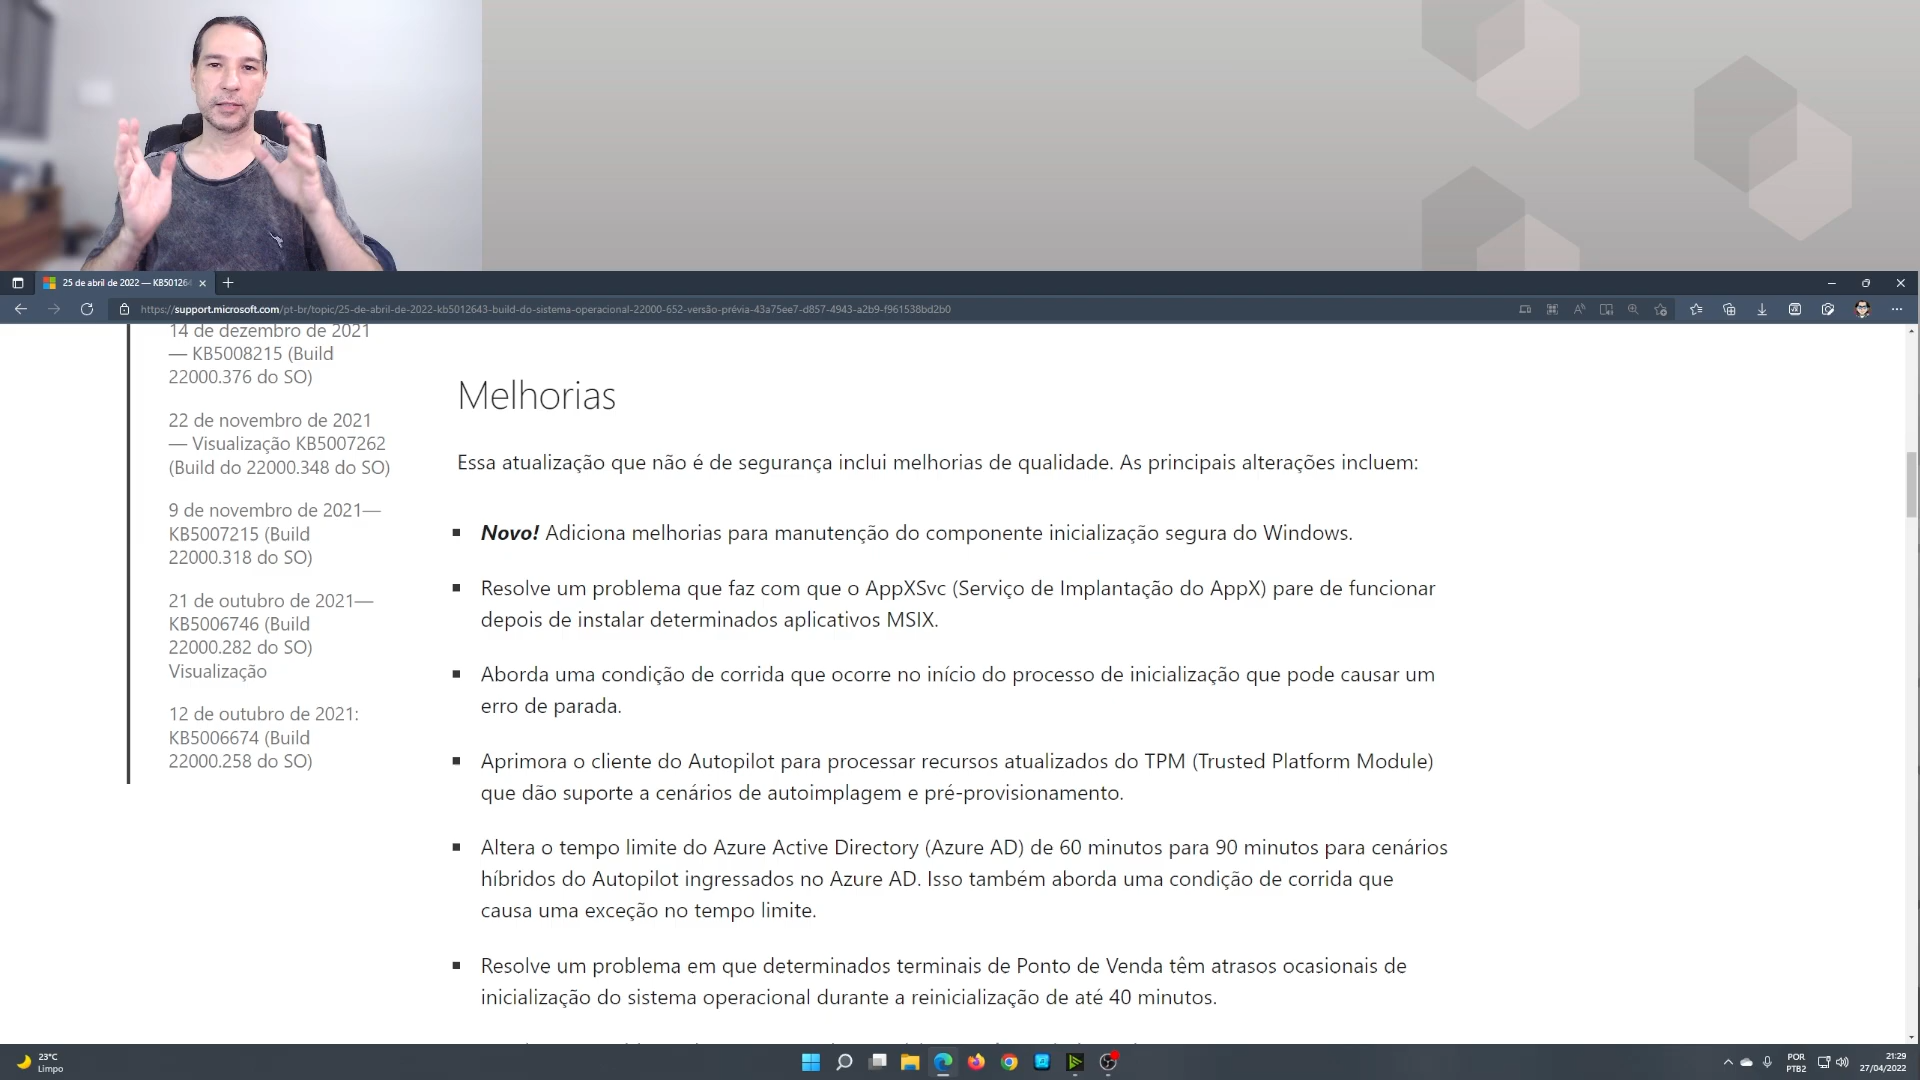 25 de abril de 2022 — KB501264
https://support.microsoft.com/pt-br/topic/25-de-abril-de-2022-kb5012643-build-do-sistema-operacional-22000-652-versão-prévia-43a75ee7-d857-4943-a2b9-f961538bd2b0
14 de dezembro de 2021
— KB5008215 (Build
22000.376 do SO)
22 de novembro de 2021
— Visualização KB5007262
(Build do 22000.348 do SO)
9 de novembro de 2021—
KB5007215 (Build
22000.318 do SO)
21 de outubro de 2021—
KB5006746 (Build
22000.282 do SO)
Visualização
12 de outubro de 2021:
KB5006674 (Build
22000.258 do SO)
Melhorias
Essa atualização que não é de segurança inclui melhorias de qualidade. As principais alterações incluem:
Novo! Adiciona melhorias para manutenção do componente inicialização segura do Windows.
Resolve um problema que faz com que o AppXSvc (Serviço de Implantação do AppX) pare de funcionar
depois de instalar determinados aplicativos MSIX.
Aborda uma condição de corrida que ocorre no início do processo de inicialização que pode causar um
erro de parada.
Aprimora o cliente do Autopilot para processar recursos atualizados do TPM (Trusted Platform Module)
que dão suporte a cenários de autoimplagem e pré-provisionamento.
Altera o tempo limite do Azure Active Directory (Azure AD) de 60 minutos para 90 minutos para cenários
híbridos do Autopilot ingressados no Azure AD. Isso também aborda uma condição de corrida que
causa uma exceção no tempo limite.
Resolve um problema em que determinados terminais de Ponto de Venda têm atrasos ocasionais de
inicialização do sistema operacional durante a reinicialização de até 40 minutos.
23°C
Limpo
POR
PTB2
21:29
27/04/2022